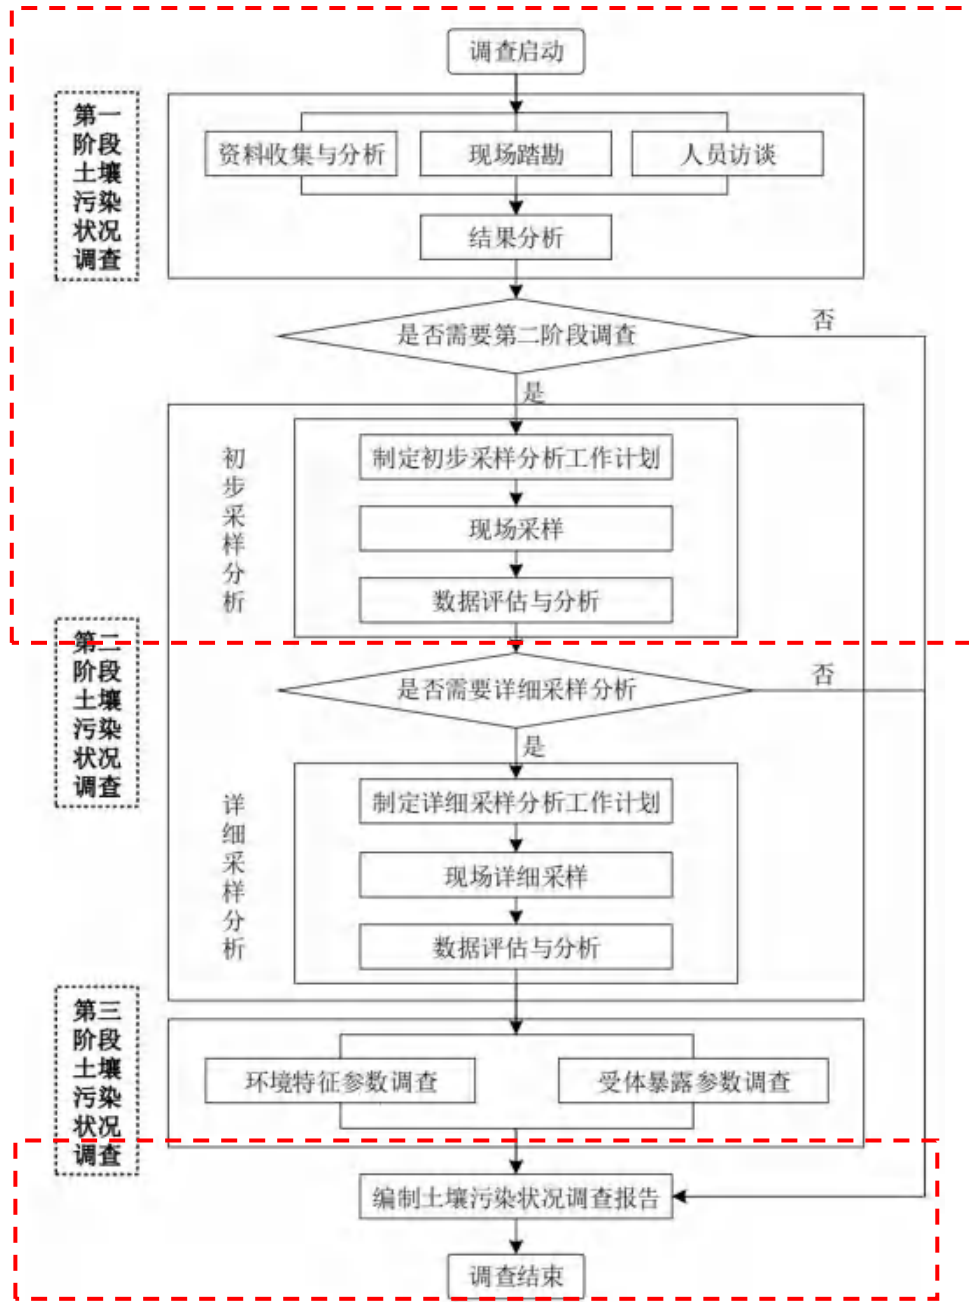 调查启动
第一
阶段
土壤
污染
状况
调查
资料收集与分析
现场踏勘
人员访谈
结果分析
是否需要第二阶段调查
否
是
初
步
采
样
分
析
制定初步采样分析工作计划
现场采样
数据评估与分析
第二
阶段
土壤
污染
状况
调查
是否需要详细采样分析
否
是
详
细
采
样
分
析
制定详细采样分析工作计划
现场详细采样
数据评估与分析
第三
阶段
土壤
污染
状况
调查
环境特征参数调查
受体暴露参数调查
编制土壤污染状况调查报告
调查结束